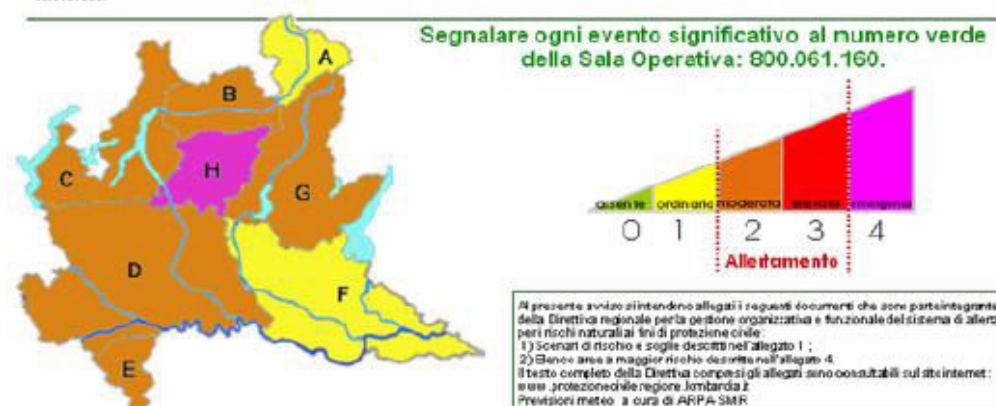 Segnalare ogni evento significativo al numero verde
della Sala Operativa: 800.061.160.
A
B
H
C
G
D
F
E
assente ordinaria moderata elevata emergenza
0 1 2 3 4
Allertamento
Al presente avviso si intendono allegati i seguenti documenti che sono parte integrante
della Direttiva regionale per la gestione organizzativa e funzionale del sistema di allerta
per i rischi naturali ai fini di protezione civile:
1) Scenari di rischio e soglie descritti nell'allegato 1 ;
2) Elenco aree a maggior rischio descritte nell'allegato 4.
Il testo completo della Direttiva compresi gli allegati sono consultabili sul sito internet :
www.protezionecivile.regione.lombardia.it
Previsioni meteo a cura di ARPA-SMR